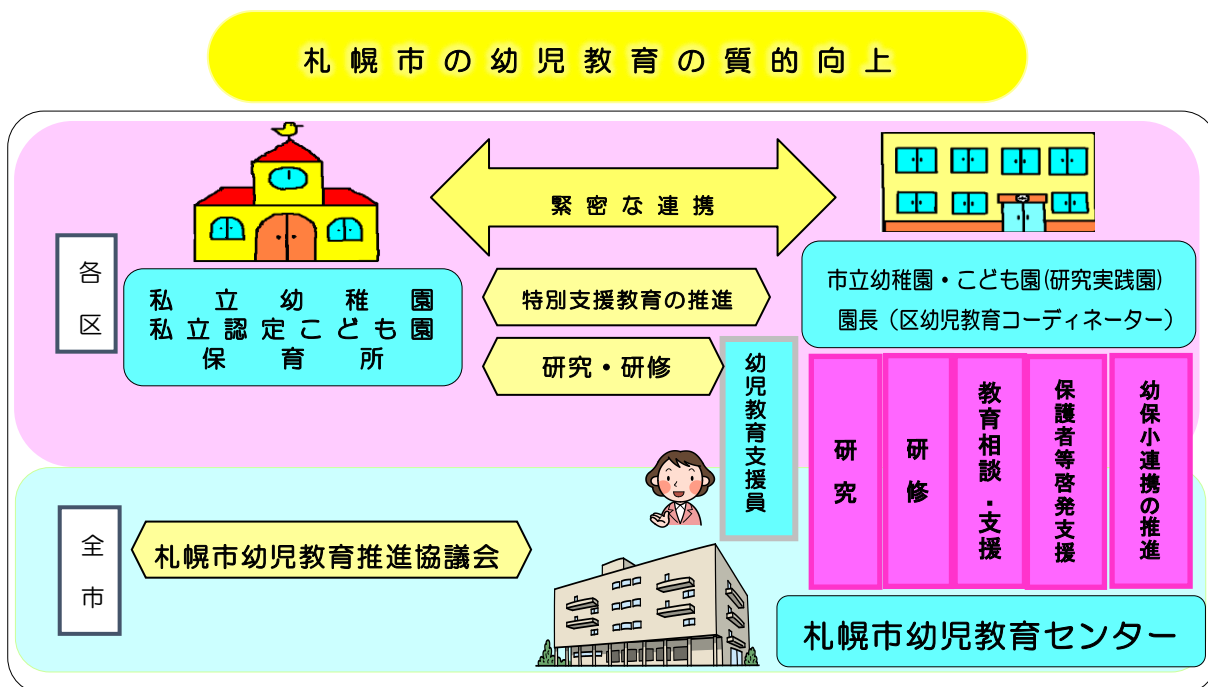 札幌市の幼児教育の質的向上
緊密な連携
各区
私立幼稚園
私立認定こども園
保育所
特別支援教育の推進
研究・研修
市立幼稚園・こども園(研究実践園)
園長（区幼児教育コーディネーター）
幼児教育支援員
研究
研修
教育相談・支援
保護者等啓発支援
幼保小連携の推進
全市
札幌市幼児教育推進協議会
札幌市幼児教育センター